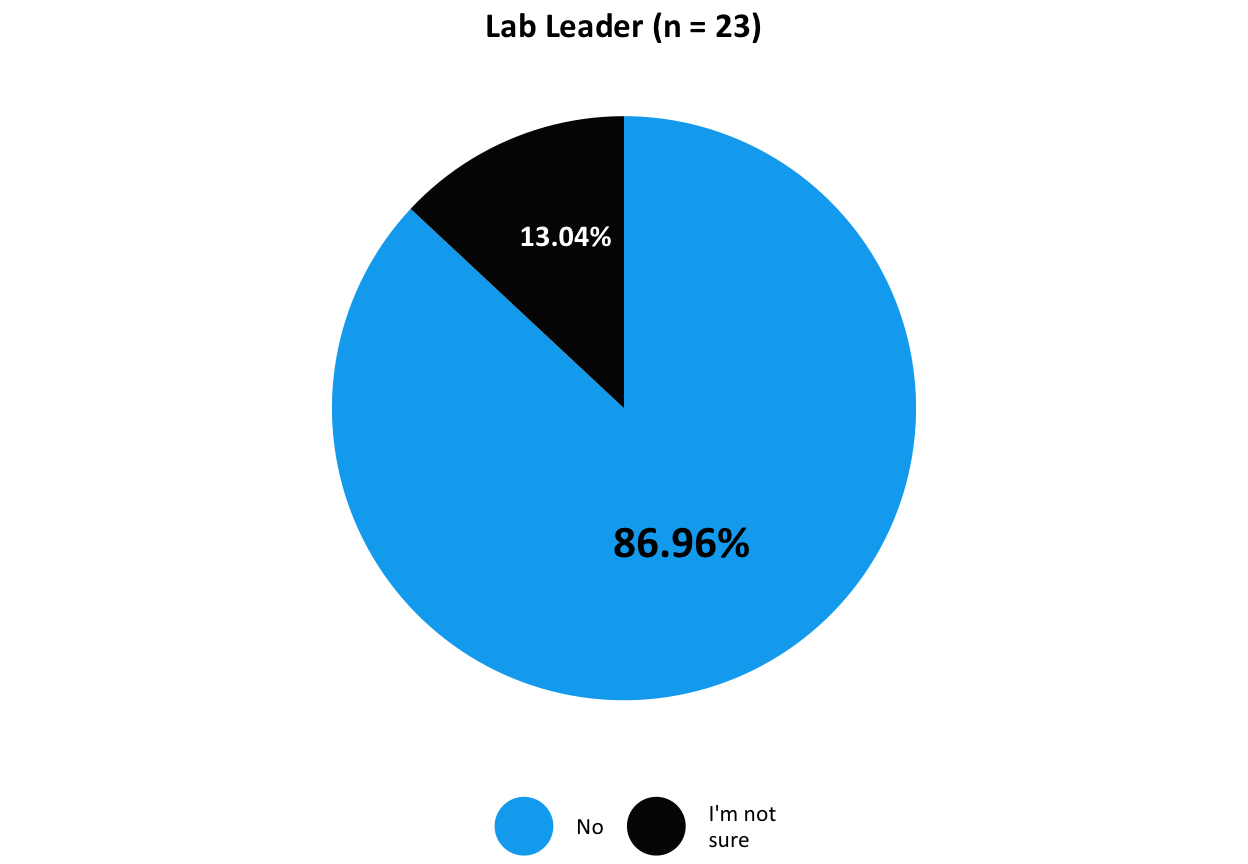 Lab Leader (n = 23)
13.04%
86.96%
No
I'm not
sure